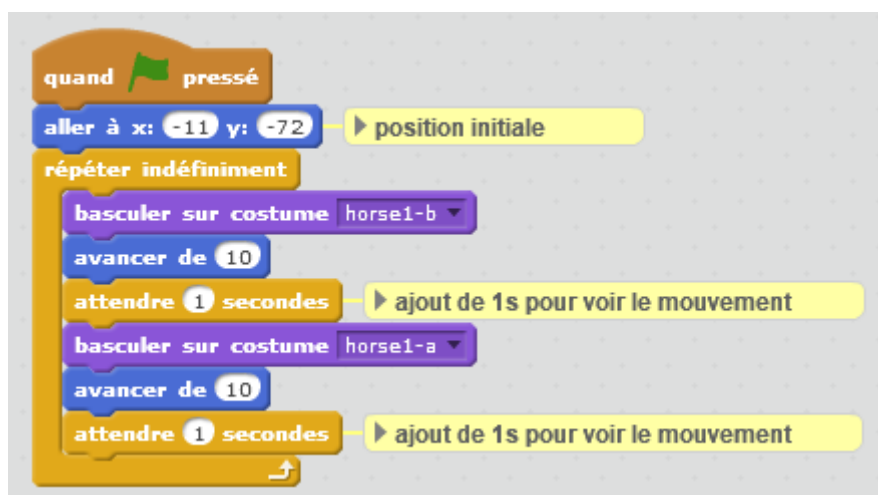 quand pressé
aller à x: -11 y: -72 position initiale
répéter indéfiniment
basculer sur costume horse1-b
avancer de 10
attendre 1 secondes ajout de 1s pour voir le mouvement
basculer sur costume horse1-a
avancer de 10
attendre 1 secondes ajout de 1s pour voir le mouvement